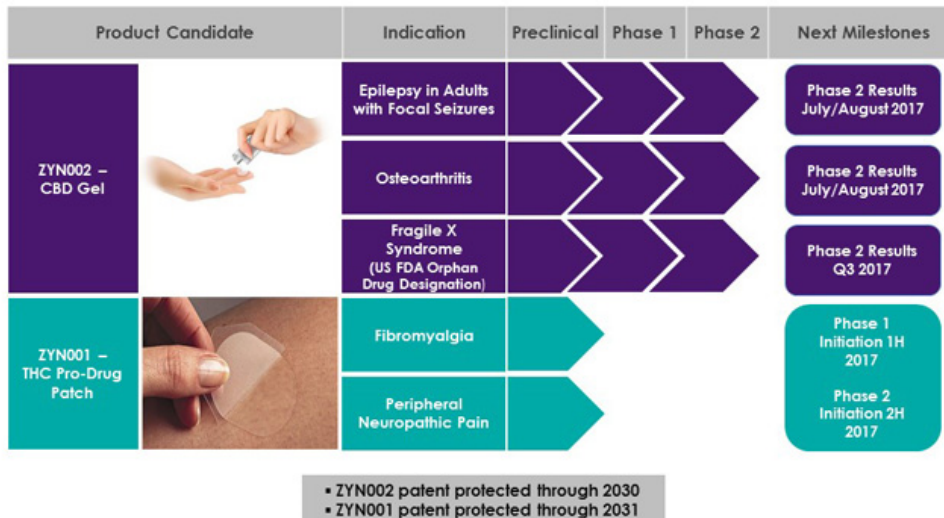 Product Candidate
Indication
Preclinical
Phase 1
Phase 2
Next Milestones
ZYN002 –
CBD Gel
Epilepsy in Adults
with Focal Seizures
Phase 2 Results
July/August 2017
Osteoarthritis
Phase 2 Results
July/August 2017
Fragile X
Syndrome
(US FDA Orphan
Drug Designation)
Phase 2 Results
Q3 2017
ZYN001 –
THC Pro-Drug
Patch
Fibromyalgia
Phase 1
Initiation 1H
2017
Peripheral
Neuropathic Pain
Phase 2
Initiation 2H
2017
▪ ZYN002 patent protected through 2030
▪ ZYN001 patent protected through 2031